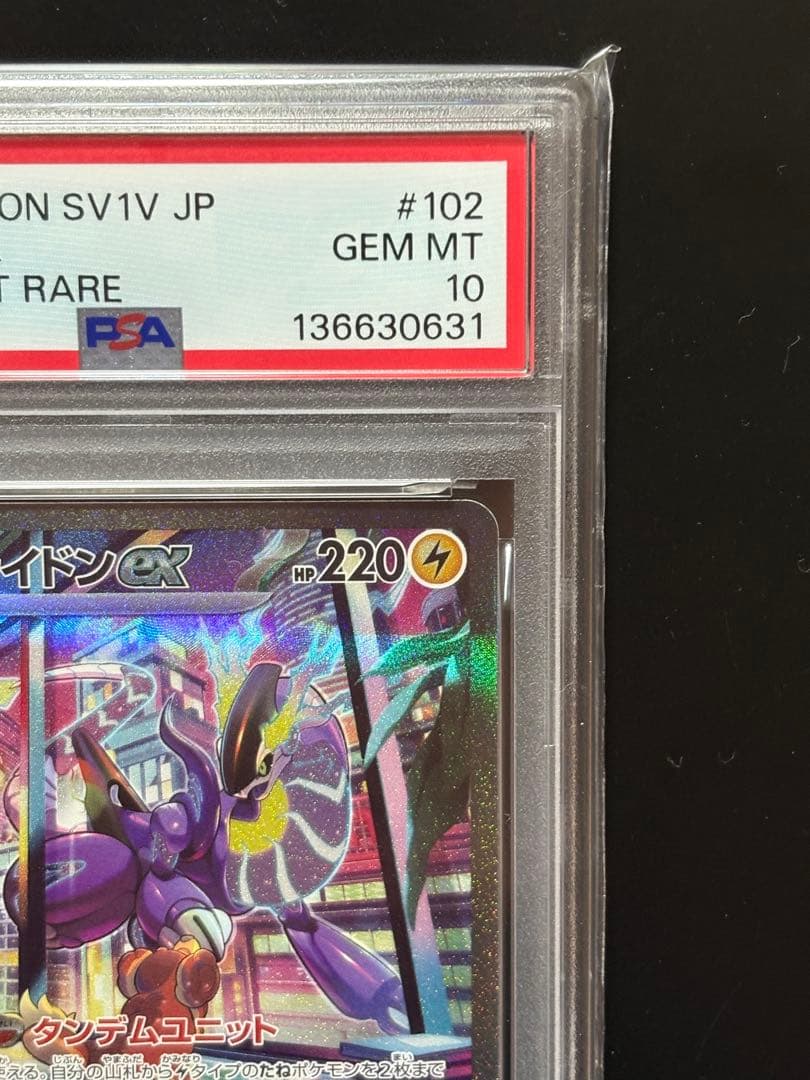 ON SV1V JP #102
GEM MT
T RARE 10
PSA 136630631
イドンex HP220
タンデムユニット
える。自分の山札からタイプのたねポケモンを2枚まで